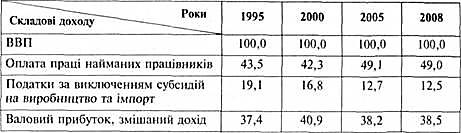 Роки
Складові доходу
1995 2000 2005 2008
ВВП 100,0 100,0 100,0 100,0
Оплата праці найманих працівників 43,5 42,3 49,1 49,0
Податки за виключенням субсидій
на виробництво та імпорт 19,1 16,8 12,7 12,5
Валовий прибуток, змішаний дохід 37,4 40,9 38,2 38,5